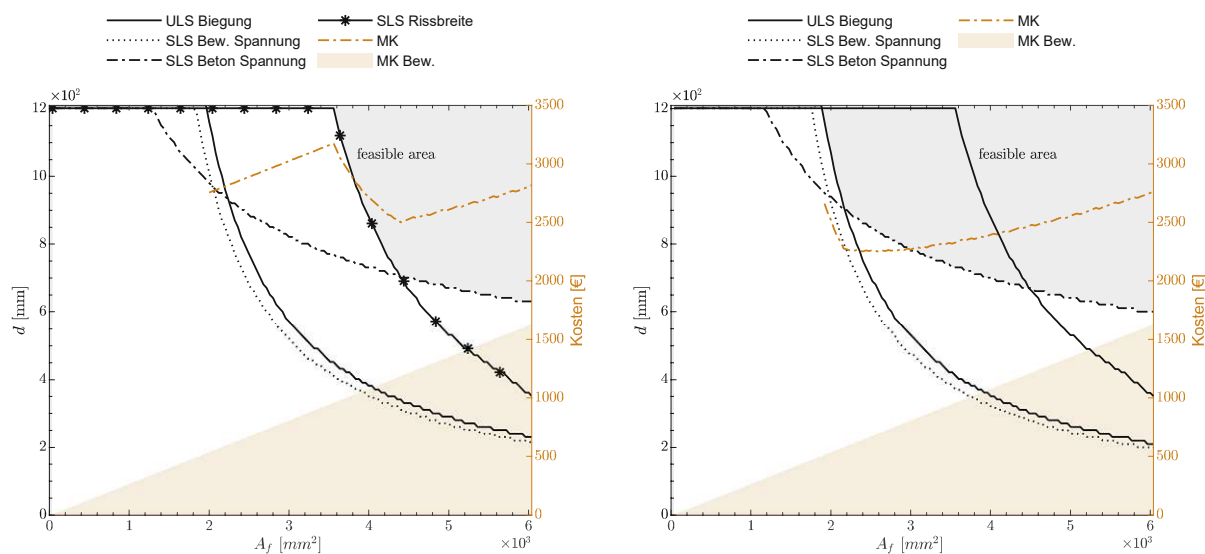 ULS Biegung
SLS Bew. Spannung
SLS Beton Spannung
SLS Rissbreite
MK
MK Bew.
×10²
12
10
8
6
4
2
0
d [mm]
feasible area
3500
3000
2500
2000
1500
1000
500
0
Kosten [€]
0 1 2 3 4 5 6
A_f [mm²]
×10³
ULS Biegung
SLS Bew. Spannung
SLS Beton Spannung
MK
MK Bew.
×10²
12
10
8
6
4
2
0
d [mm]
feasible area
3500
3000
2500
2000
1500
1000
500
0
Kosten [€]
0 1 2 3 4 5 6
A_f [mm²]
×10³